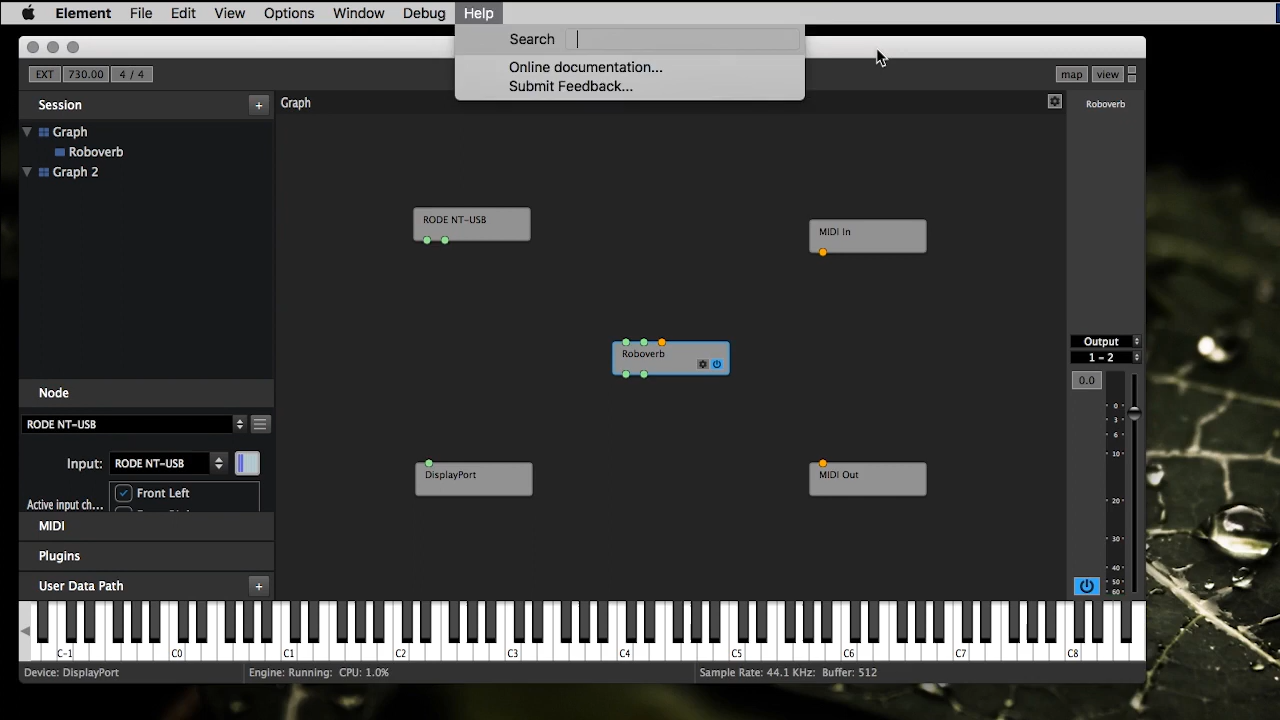 Element File Edit View Options Window Debug Help
Search
Online documentation...
Submit Feedback...
EXT 730.00 4 / 4
map view
Session +
Graph
Roboverb
Graph
Roboverb
Graph 2
RODE NT-USB
MIDI In
Roboverb
DisplayPort
MIDI Out
Output
1 - 2
0.0
0
3
6
10
20
30
40
50
60
Node
RODE NT-USB
Input: RODE NT-USB
Active input ch... Front Left
MIDI
Plugins
User Data Path +
C-1 C0 C1 C2 C3 C4 C5 C6 C7 C8
Device: DisplayPort
Engine: Running: CPU: 1.0%
Sample Rate: 44.1 KHz: Buffer: 512